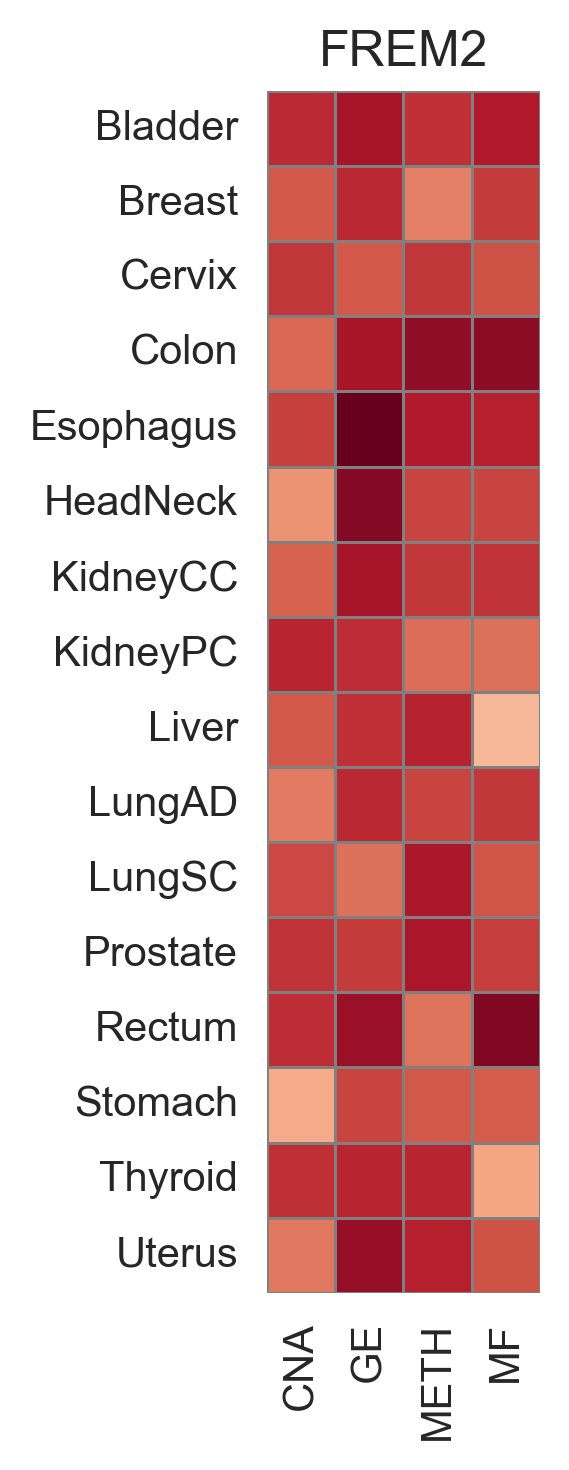 FREM2
Bladder
Breast
Cervix
Colon
Esophagus
HeadNeck
KidneyCC
KidneyPC
Liver
LungAD
LungSC
Prostate
Rectum
Stomach
Thyroid
Uterus
CNA
GE
METH
MF